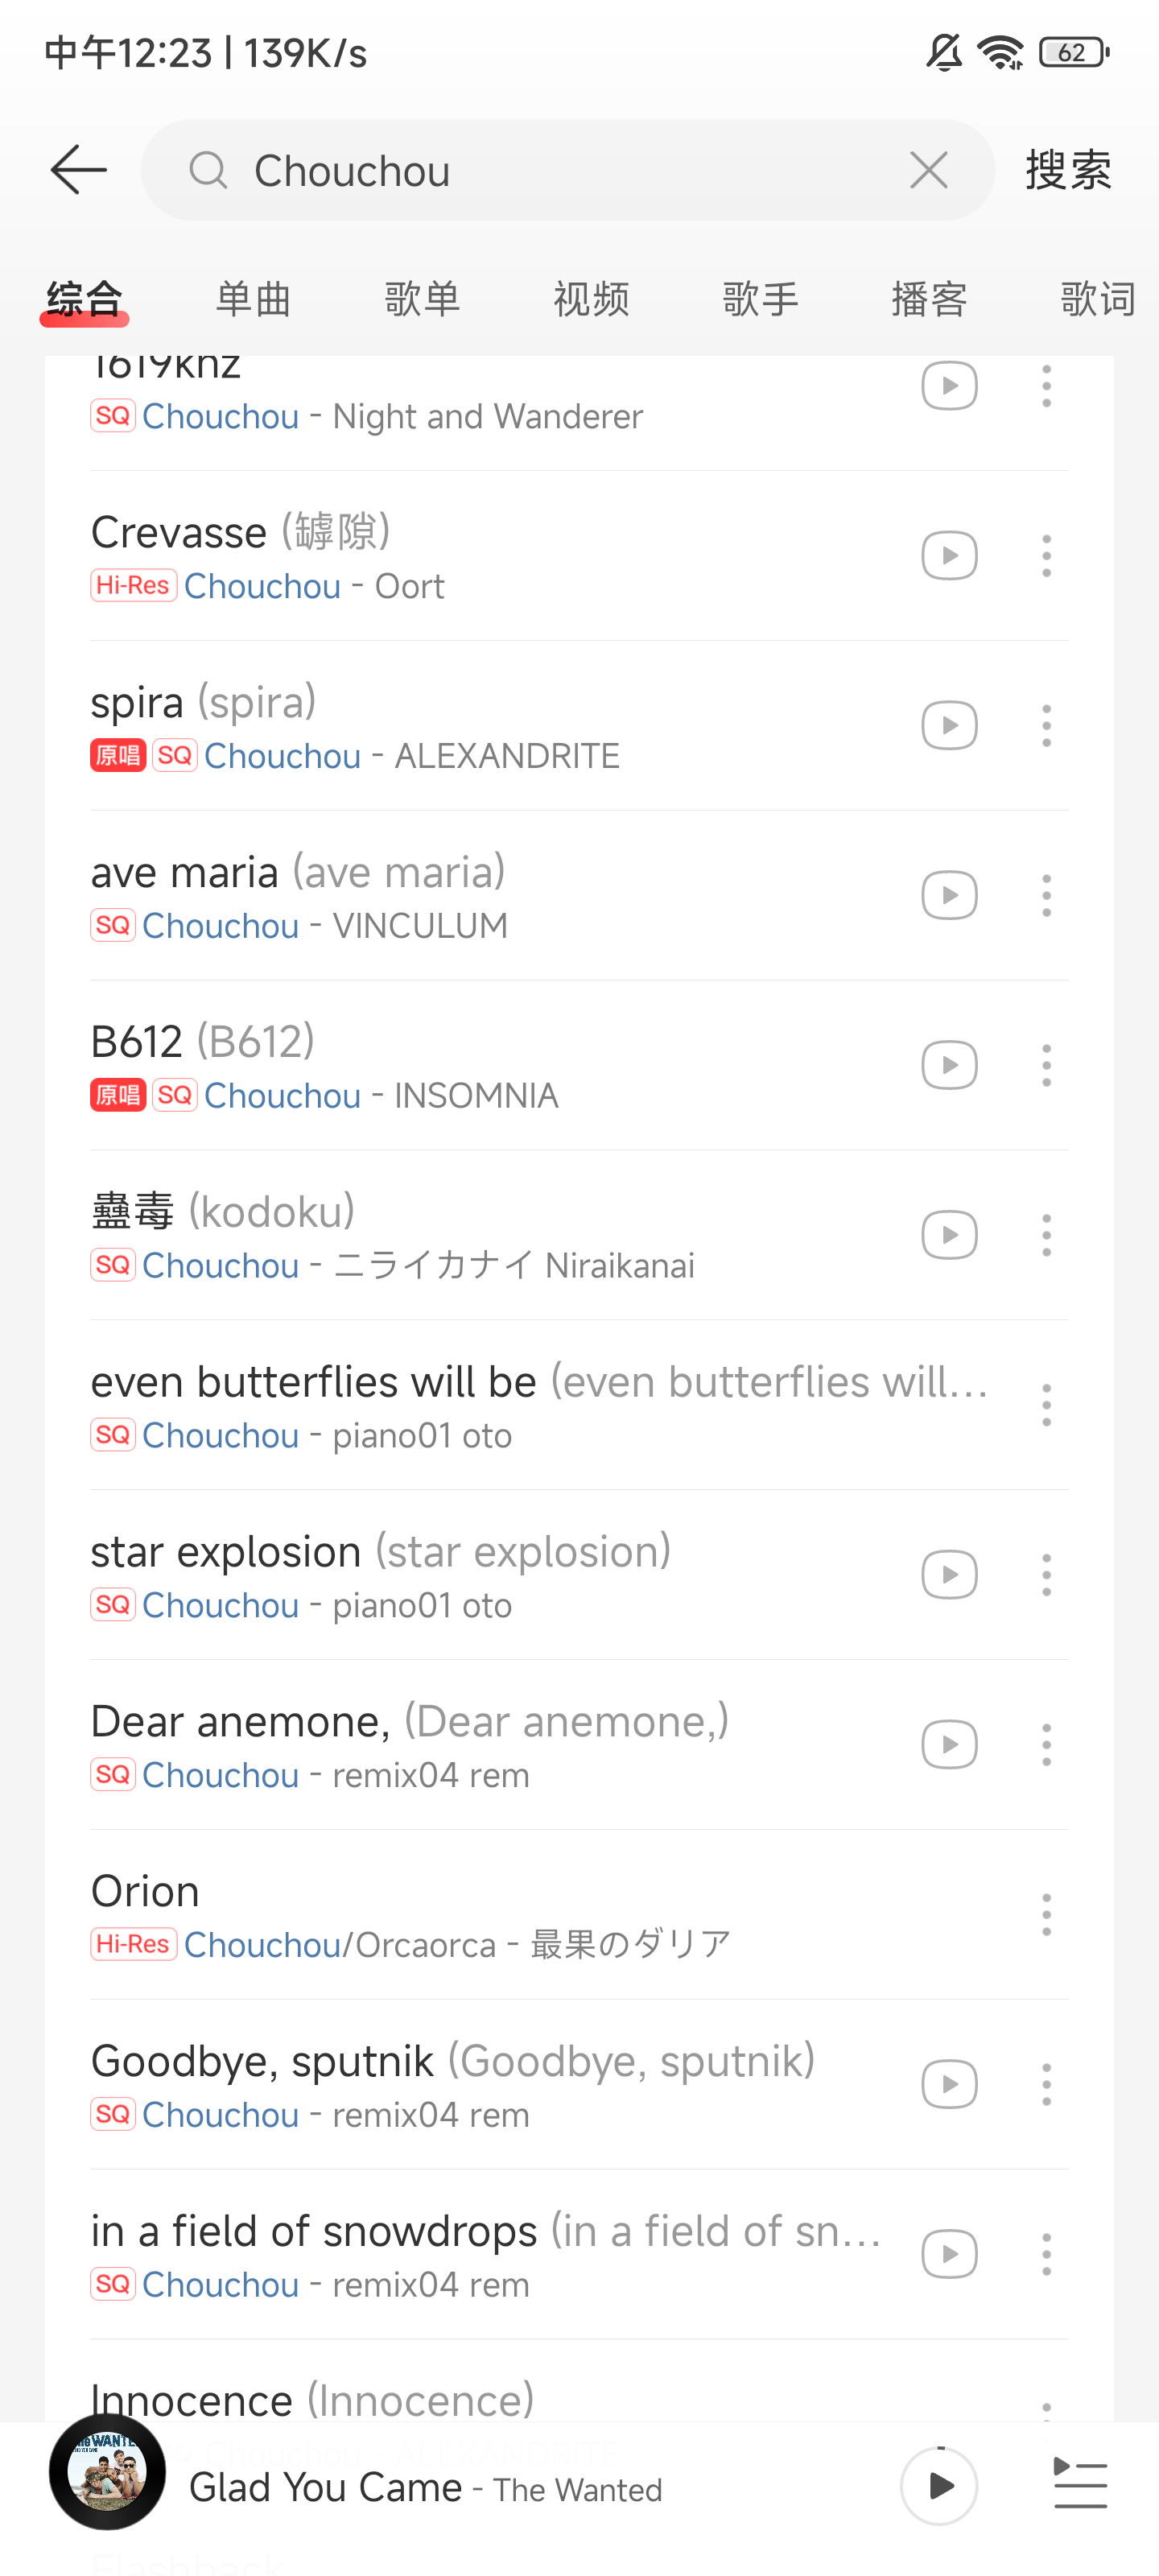 中午12:23 | 139K/s
62
Chouchou
搜索
综合 单曲 歌单 视频 歌手 播客 歌词
1619khz
SQ Chouchou - Night and Wanderer
Crevasse (罅隙)
Hi-Res Chouchou - Oort
spira (spira)
原唱 SQ Chouchou - ALEXANDRITE
ave maria (ave maria)
SQ Chouchou - VINCULUM
B612 (B612)
原唱 SQ Chouchou - INSOMNIA
蠱毒 (kodoku)
SQ Chouchou - ニライカナイ Niraikanai
even butterflies will be (even butterflies will...
SQ Chouchou - piano01 oto
star explosion (star explosion)
SQ Chouchou - piano01 oto
Dear anemone, (Dear anemone,)
SQ Chouchou - remix04 rem
Orion
Hi-Res Chouchou/Orcaorca - 最果のダリア
Goodbye, sputnik (Goodbye, sputnik)
SQ Chouchou - remix04 rem
in a field of snowdrops (in a field of sn...
SQ Chouchou - remix04 rem
Innocence (Innocence)
Chouchou - ALEXANDRITE
Glad You Came - The Wanted
Flashback